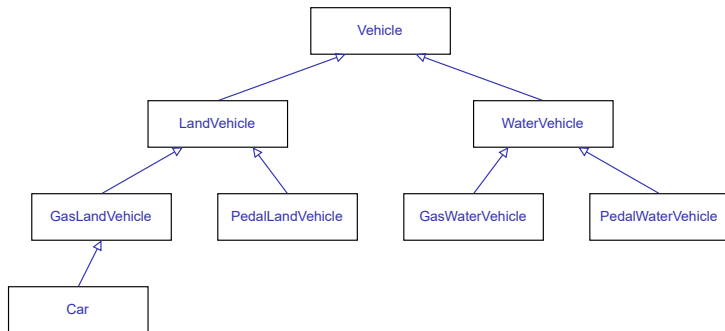 Vehicle
LandVehicle
WaterVehicle
GasLandVehicle
PedalLandVehicle
GasWaterVehicle
PedalWaterVehicle
Car